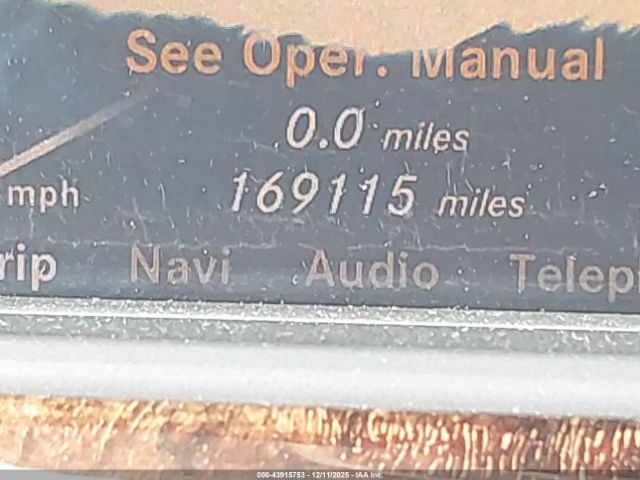 See Oper. Manual
0.0 miles
mph
169115 miles
rip Navi Audio Teleph
000-43915753 - 12/11/2025 - IAA Inc.